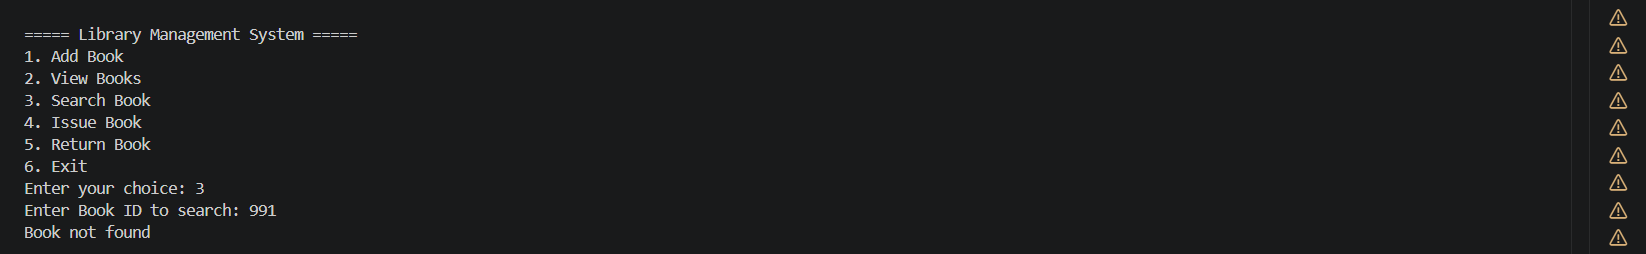 ===== Library Management System =====
1. Add Book
2. View Books
3. Search Book
4. Issue Book
5. Return Book
6. Exit
Enter your choice: 3
Enter Book ID to search: 991
Book not found